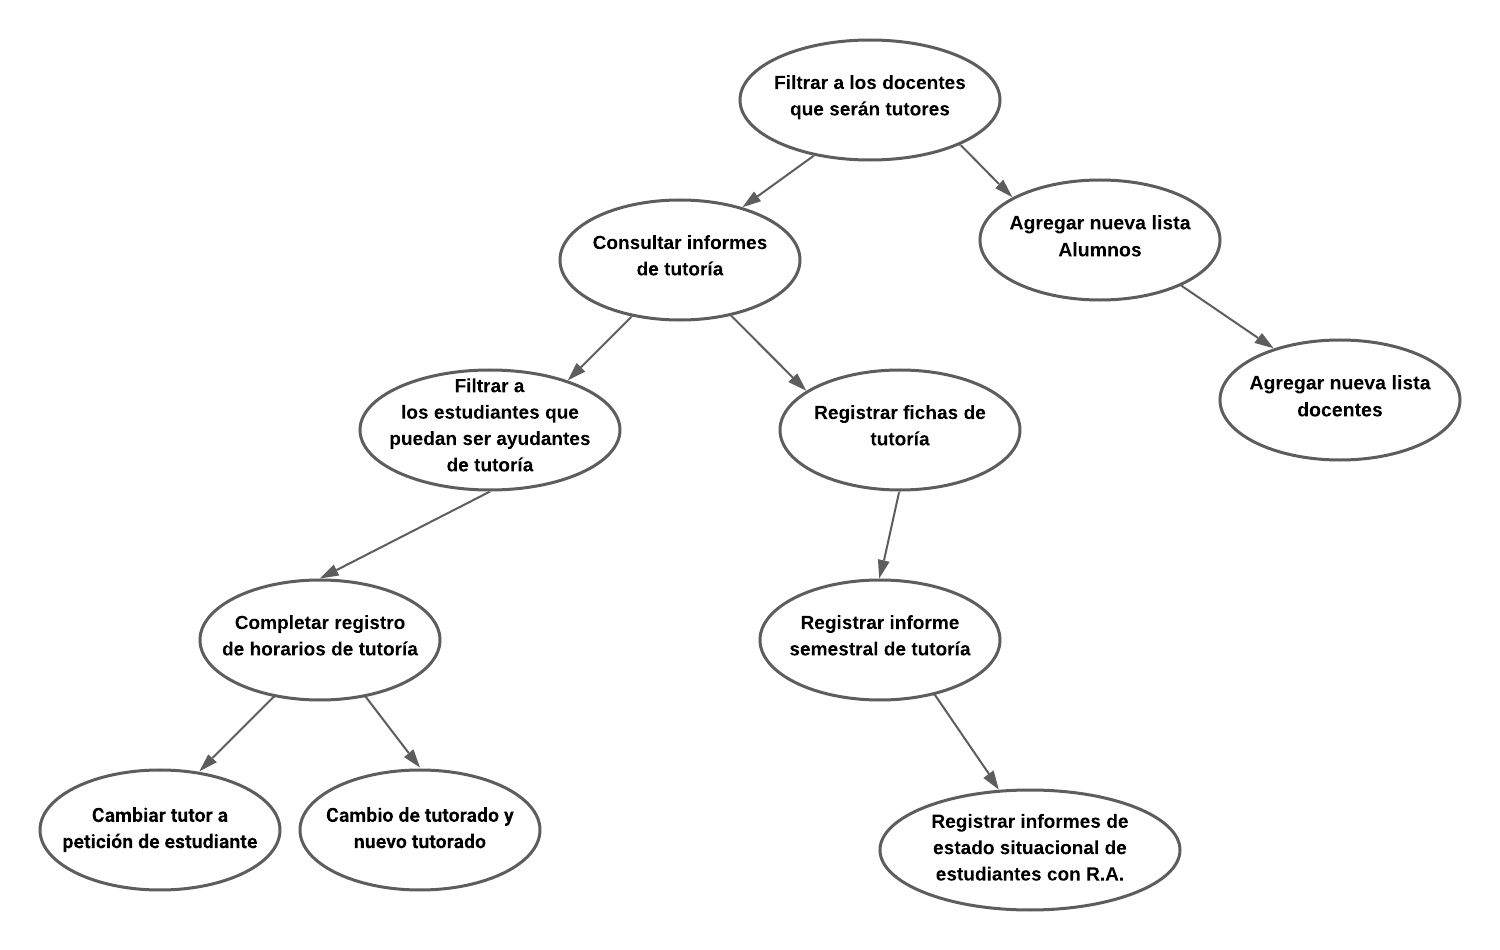 Filtrar a los docentes
que serán tutores
Agregar nueva lista
Alumnos
Consultar informes
de tutoría
Agregar nueva lista
docentes
Filtrar a
los estudiantes que
puedan ser ayudantes
de tutoría
Registrar fichas de
tutoría
Completar registro
de horarios de tutoría
Registrar informe
semestral de tutoría
Cambiar tutor a
petición de estudiante
Cambio de tutorado y
nuevo tutorado
Registrar informes de
estado situacional de
estudiantes con R.A.